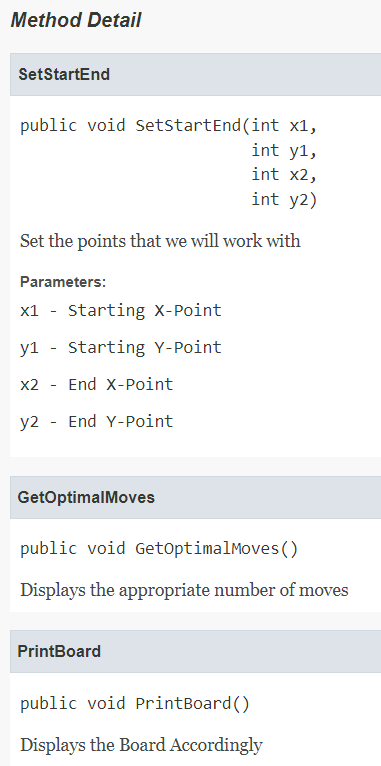 Method Detail
SetStartEnd
public void SetStartEnd(int x1,
int y1,
int x2,
int y2)
Set the points that we will work with
Parameters:
x1 - Starting X-Point
y1 - Starting Y-Point
x2 - End X-Point
y2 - End Y-Point
GetOptimalMoves
public void GetOptimalMoves()
Displays the appropriate number of moves
PrintBoard
public void PrintBoard()
Displays the Board Accordingly